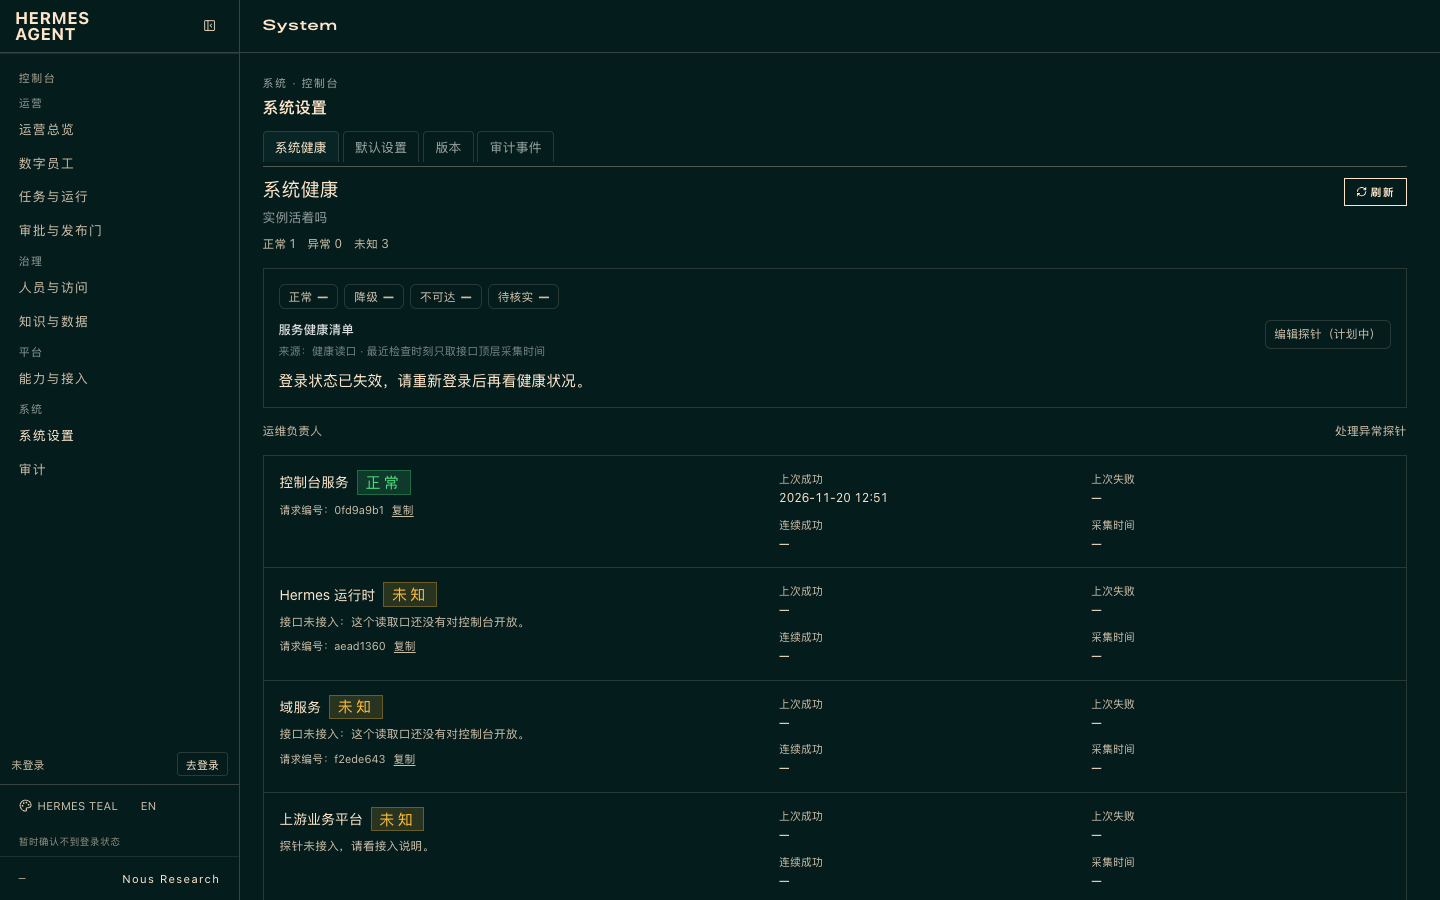 HERMES
AGENT
System
控制台
运营
运营总览
数字员工
任务与运行
审批与发布门
治理
人员与访问
知识与数据
平台
能力与接入
系统
系统设置
审计
未登录
去登录
HERMES TEAL
EN
暂时确认不到登录状态
—
Nous Research
系统 · 控制台
系统设置
系统健康
默认设置
版本
审计事件
系统健康
刷新
实例活着吗
正常 1 异常 0 未知 3
正常 —
降级 —
不可达 —
待核实 —
服务健康清单
编辑探针（计划中）
来源：健康读口 · 最近检查时刻只取接口顶层采集时间
登录状态已失效，请重新登录后再看健康状况。
运维负责人
处理异常探针
控制台服务 正常
请求编号：0fd9a9b1 复制
上次成功
2026-11-20 12:51
上次失败
—
连续成功
—
采集时间
—
Hermes 运行时 未知
接口未接入：这个读取口还没有对控制台开放。
请求编号：aead1360 复制
上次成功
—
上次失败
—
连续成功
—
采集时间
—
域服务 未知
接口未接入：这个读取口还没有对控制台开放。
请求编号：f2ede643 复制
上次成功
—
上次失败
—
连续成功
—
采集时间
—
上游业务平台 未知
探针未接入，请看接入说明。
上次成功
—
上次失败
—
连续成功
—
采集时间
—